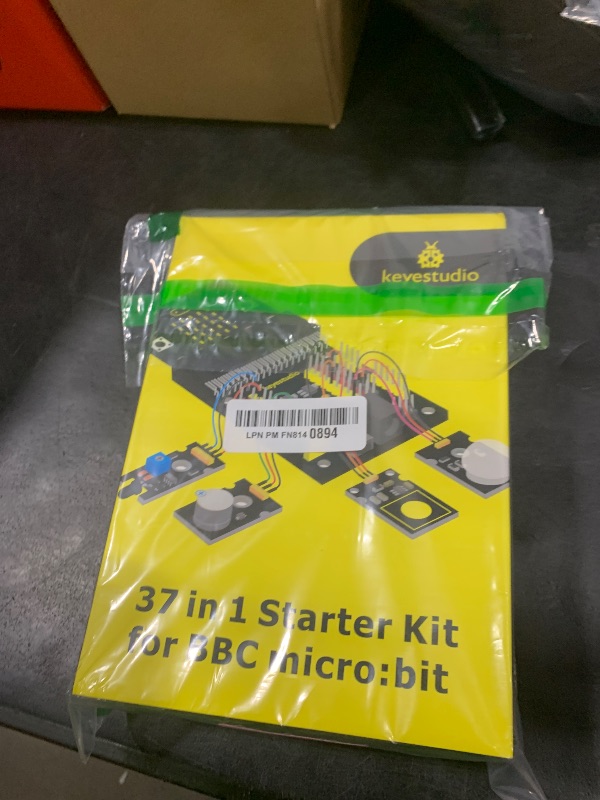 keyestudio
LPN PM FN814 0894
37 in 1 Starter Kit
for BBC micro:bit